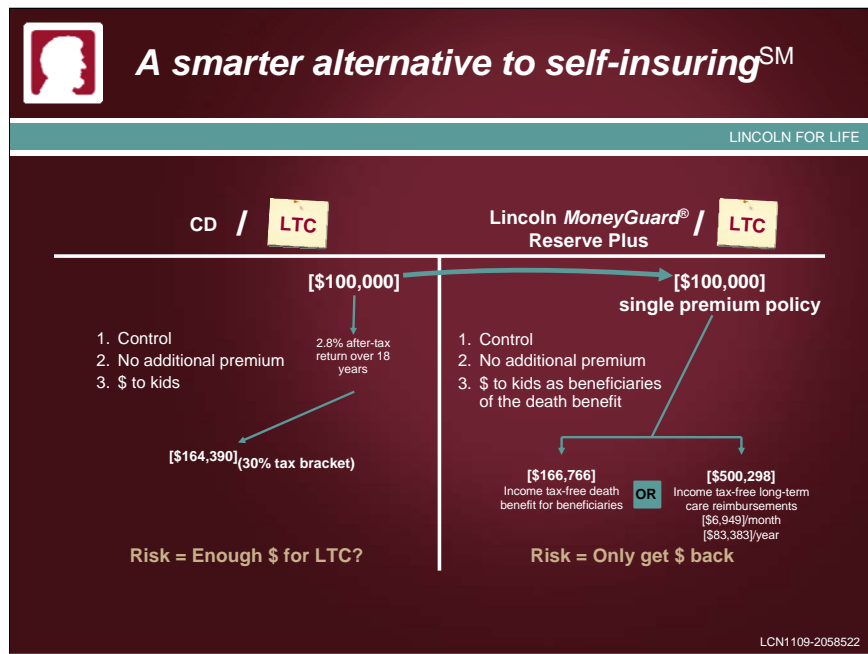 A smarter alternative to self-insuring℠
LINCOLN FOR LIFE
CD / LTC
[$100,000]
1. Control
2. No additional premium
3. $ to kids
2.8% after-tax
return over 18
years
[$164,390](30% tax bracket)
Risk = Enough $ for LTC?
Lincoln MoneyGuard®
Reserve Plus / LTC
[$100,000]
single premium policy
1. Control
2. No additional premium
3. $ to kids as beneficiaries
of the death benefit
[$166,766]
Income tax-free death
benefit for beneficiaries
OR
[$500,298]
Income tax-free long-term
care reimbursements
[$6,949]/month
[$83,383]/year
Risk = Only get $ back
LCN1109-2058522